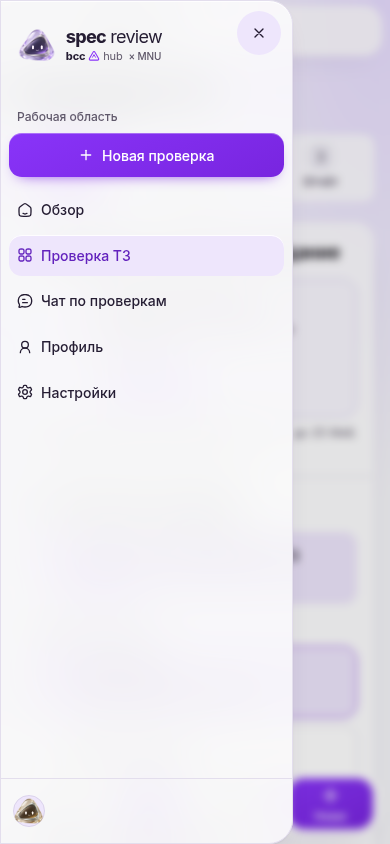 spec review
bcc hub × MNU
Рабочая область
Новая проверка
Обзор
Проверка ТЗ
Чат по проверкам
Профиль
Настройки